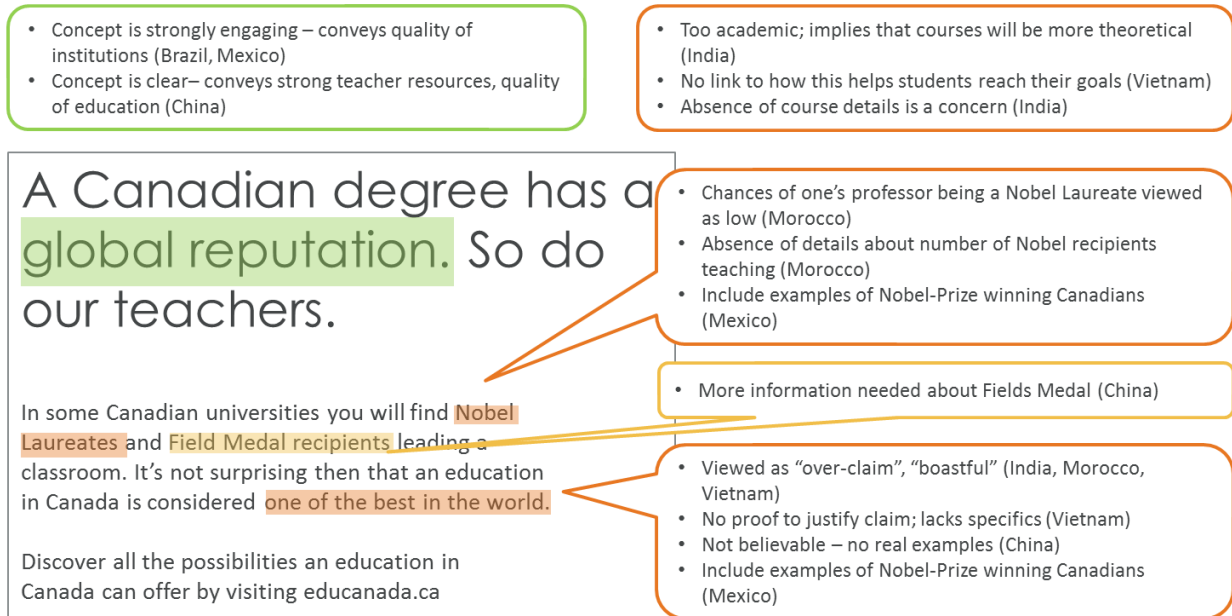 • Concept is strongly engaging – conveys quality of
institutions (Brazil, Mexico)
• Concept is clear– conveys strong teacher resources, quality
of education (China)
• Too academic; implies that courses will be more theoretical
(India)
• No link to how this helps students reach their goals (Vietnam)
• Absence of course details is a concern (India)
A Canadian degree has a
global reputation. So do
our teachers.
In some Canadian universities you will find Nobel
Laureates and Field Medal recipients leading a
classroom. It's not surprising then that an education
in Canada is considered one of the best in the world.
Discover all the possibilities an education in
Canada can offer by visiting educanada.ca
• Chances of one's professor being a Nobel Laureate viewed
as low (Morocco)
• Absence of details about number of Nobel recipients
teaching (Morocco)
• Include examples of Nobel-Prize winning Canadians
(Mexico)
• More information needed about Fields Medal (China)
• Viewed as "over-claim", "boastful" (India, Morocco,
Vietnam)
• No proof to justify claim; lacks specifics (Vietnam)
• Not believable – no real examples (China)
• Include examples of Nobel-Prize winning Canadians
(Mexico)